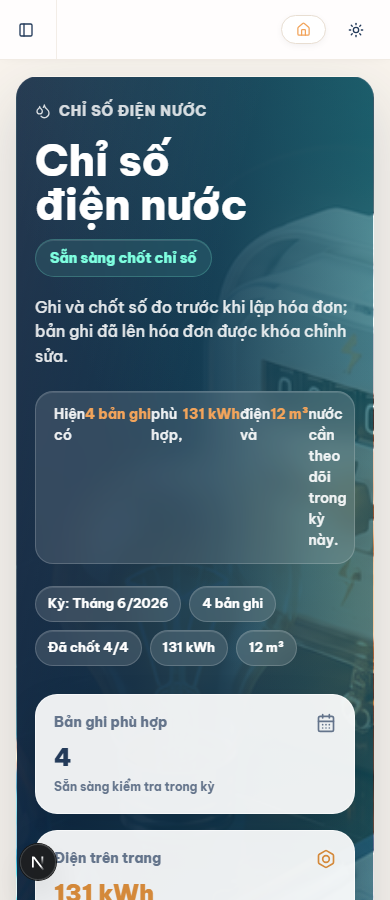 CHỈ SỐ ĐIỆN NƯỚC
Chỉ số
điện nước
Sẵn sàng chốt chỉ số
Ghi và chốt số đo trước khi lập hóa đơn;
bản ghi đã lên hóa đơn được khóa chỉnh
sửa.
Hiện có 4 bản ghi phù hợp, 131 kWh điện và 12 m³ nước cần theo dõi trong kỳ này.
Kỳ: Tháng 6/2026
4 bản ghi
Đã chốt 4/4
131 kWh
12 m³
Bản ghi phù hợp
4
Sẵn sàng kiểm tra trong kỳ
Điện trên trang
131 kWh
N